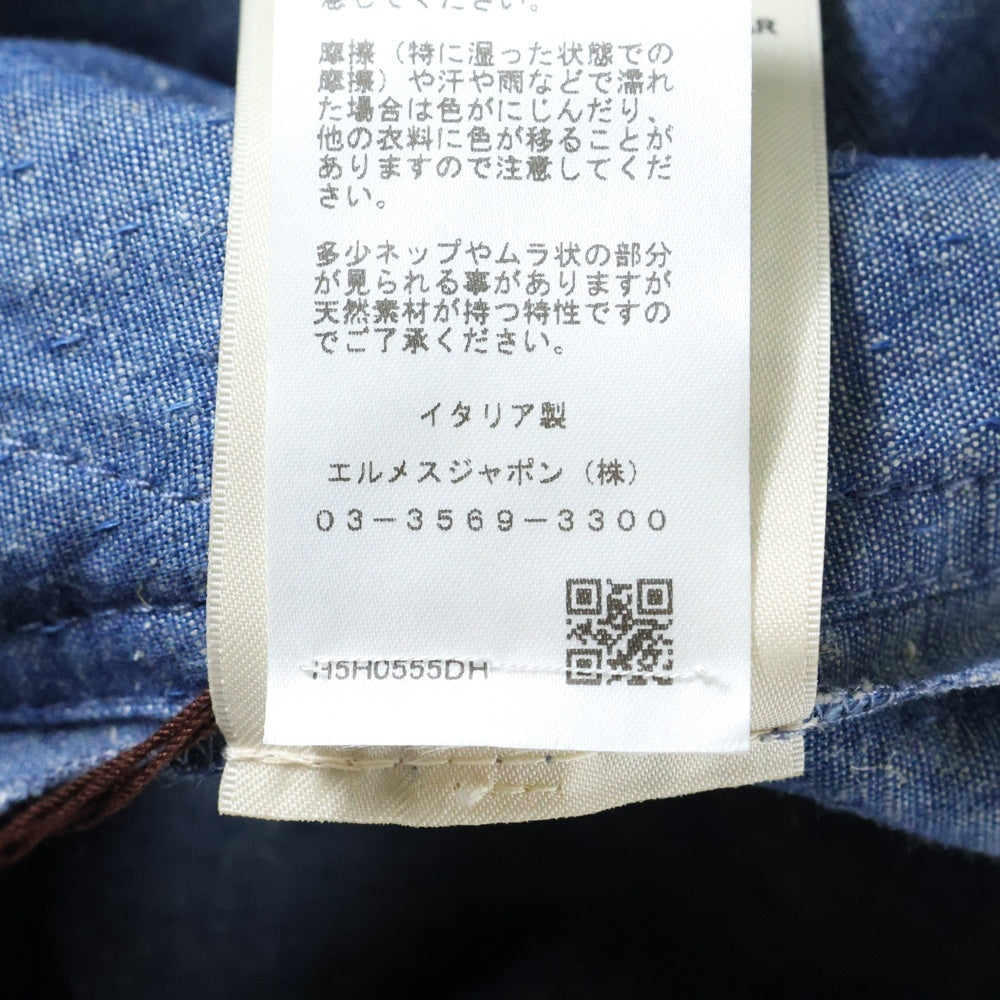 意してください。
摩擦（特に湿った状態での
摩擦）や汗や雨などで濡れ
た場合は色がにじんだり、
他の衣料に色が移ることが
ありますので注意してくだ
さい。
多少ネップやムラ状の部分
が見られる事がありますが
天然素材が持つ特性ですの
でご了承ください。
イタリア製
エルメスジャポン（株）
03-3569-3300
H5H0555DH